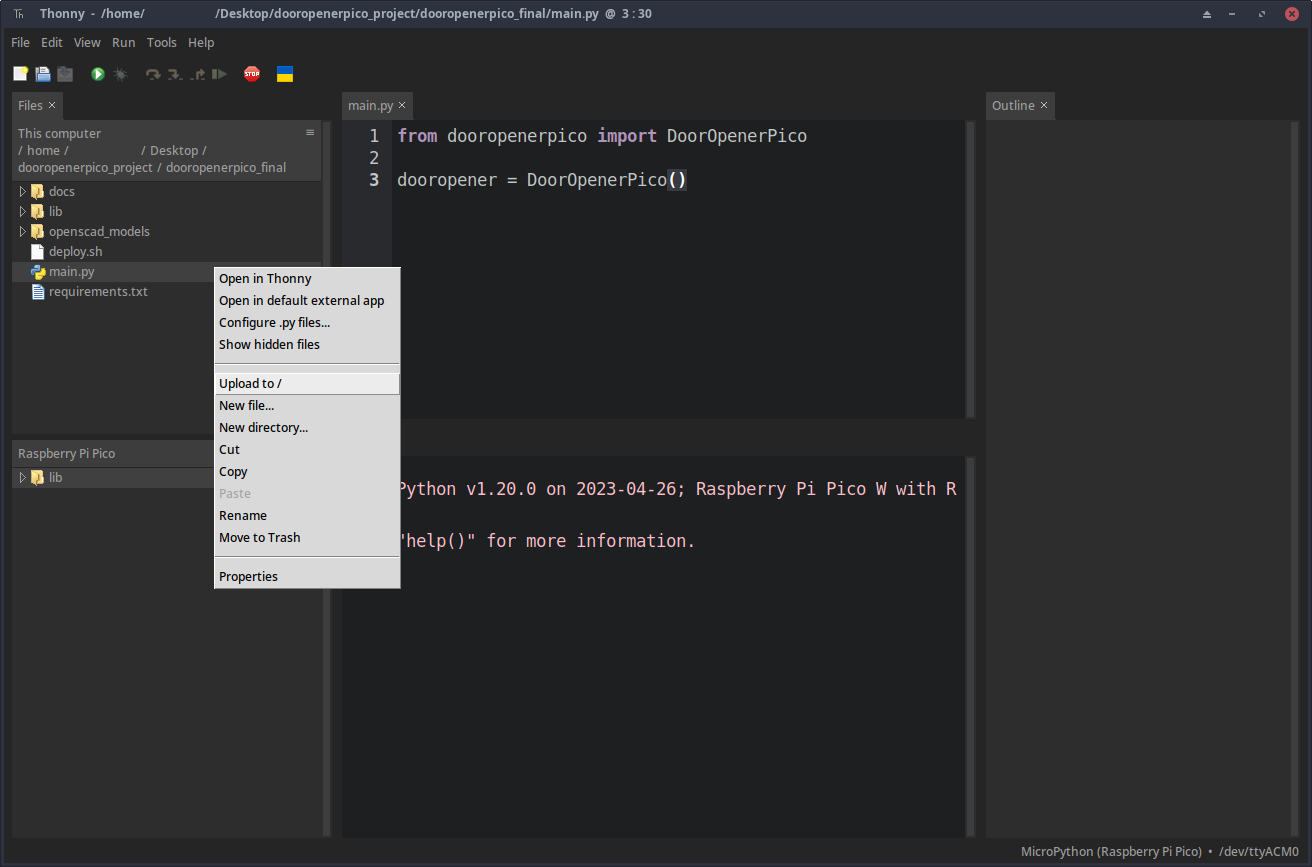 Th Thonny - /home/ /Desktop/dooropenerpico_project/dooropenerpico_final/main.py @ 3 : 30
File Edit View Run Tools Help
STOP
Files ×
This computer
/ home / / Desktop /
dooropenerpico_project / dooropenerpico_final
docs
lib
openscad_models
deploy.sh
main.py
requirements.txt
Raspberry Pi Pico
lib
Open in Thonny
Open in default external app
Configure .py files...
Show hidden files
Upload to /
New file...
New directory...
Cut
Copy
Paste
Rename
Move to Trash
Properties
main.py ×
1 from dooropenerpico import DoorOpenerPico
2
3 dooropener = DoorOpenerPico()
Python v1.20.0 on 2023-04-26; Raspberry Pi Pico W with R
"help()" for more information.
Outline ×
MicroPython (Raspberry Pi Pico) • /dev/ttyACM0